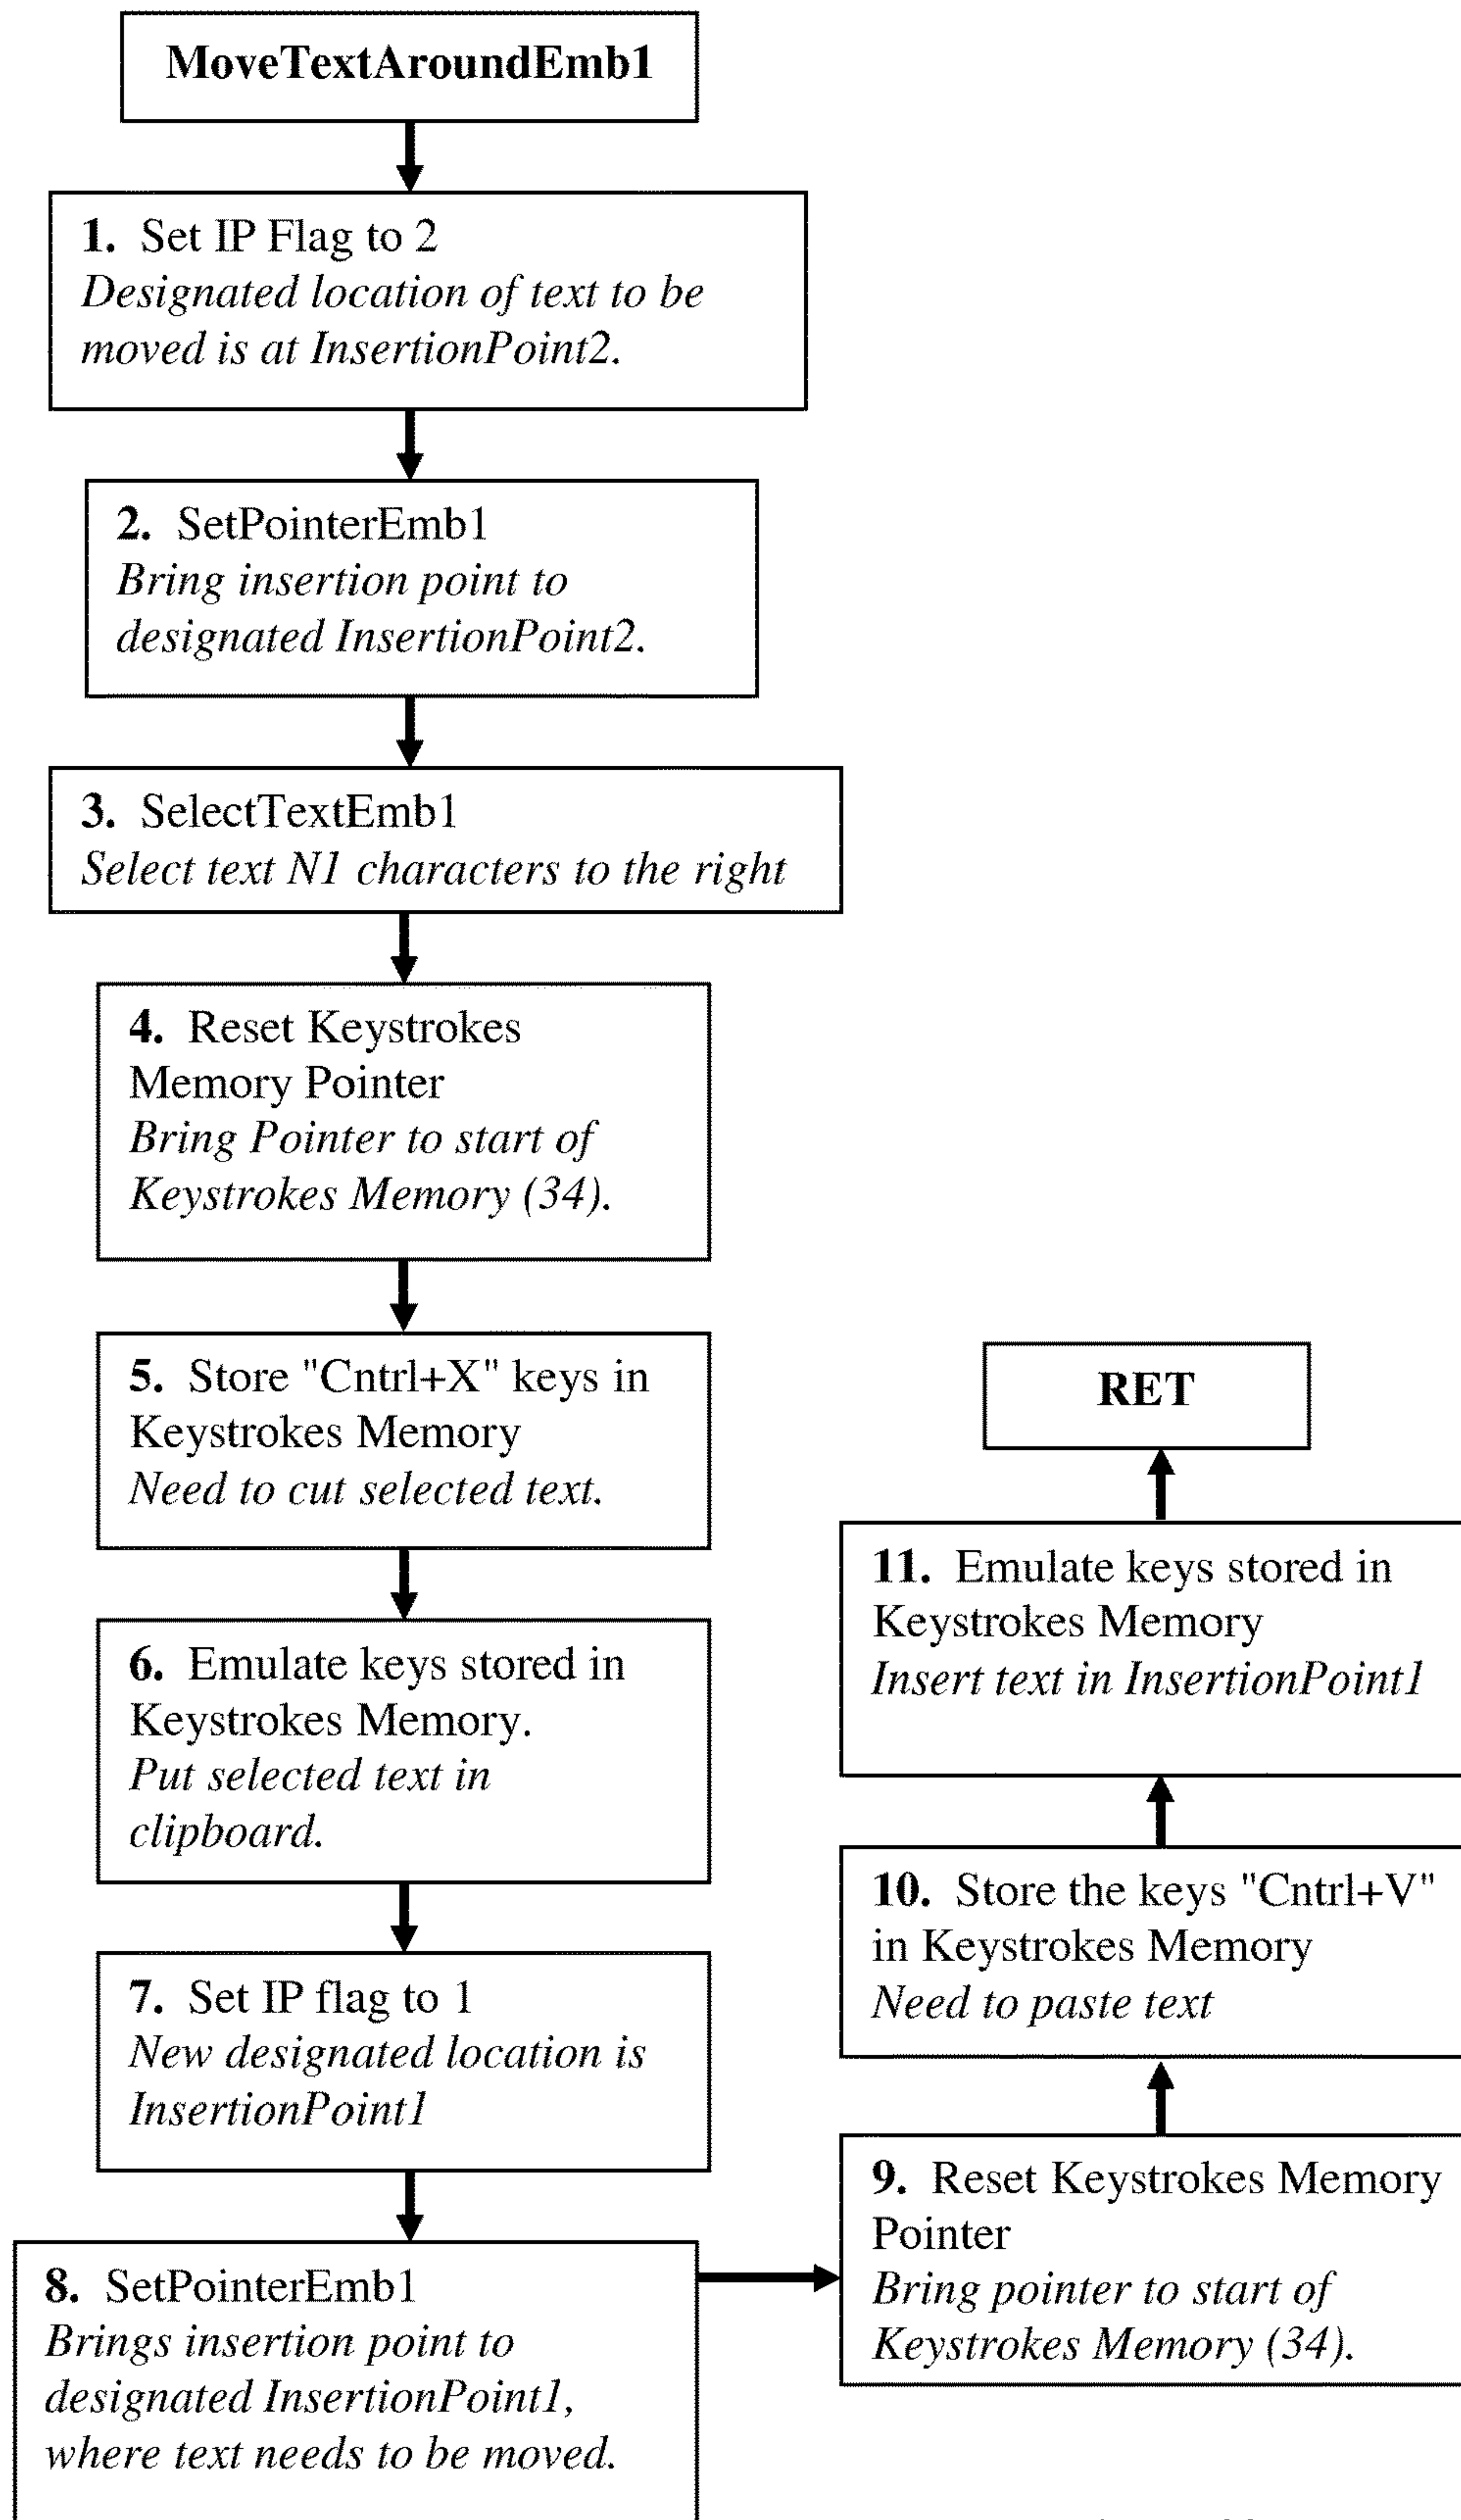 MoveTextAroundEmb1
1. Set IP Flag to 2
Designated location of text to be
moved is at InsertionPoint2.
2. SetPointerEmb1
Bring insertion point to
designated InsertionPoint2.
3. SelectTextEmb1
Select text N1 characters to the right
4. Reset Keystrokes
Memory Pointer
Bring Pointer to start of
Keystrokes Memory (34).
5. Store "Cntrl+X" keys in
Keystrokes Memory
Need to cut selected text.
6. Emulate keys stored in
Keystrokes Memory.
Put selected text in
clipboard.
7. Set IP flag to 1
New designated location is
InsertionPoint1
8. SetPointerEmb1
Brings insertion point to
designated InsertionPoint1,
where text needs to be moved.
9. Reset Keystrokes Memory
Pointer
Bring pointer to start of
Keystrokes Memory (34).
10. Store the keys "Cntrl+V"
in Keystrokes Memory
Need to paste text
11. Emulate keys stored in
Keystrokes Memory
Insert text in InsertionPoint1
RET